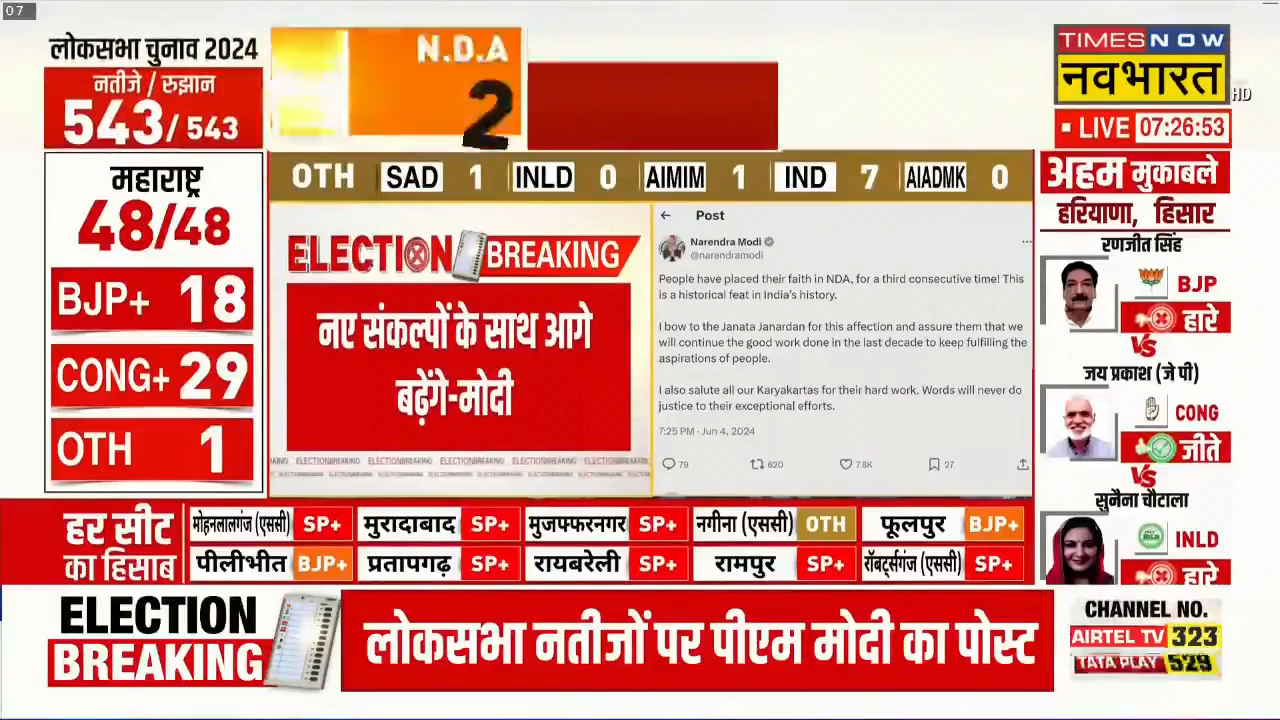 07
लोकसभा चुनाव 2024
नतीजे / रुझान
543/ 543
N.D.A
2
TIMES NOW
नवभारत
HD
LIVE 07:26:53
महाराष्ट्र
48/48
BJP+ 18
CONG+ 29
OTH 1
OTH SAD 1 INLD 0 AIMIM 1 IND 7 AIADMK 0
ELECTION BREAKING
नए संकल्पों के साथ आगे
बढ़ेंगे-मोदी
ELECTIONBREAKING ELECTIONBREAKING ELECTIONBREAKING ELECTIONBREAKING
← Post
Narendra Modi
@narendramodi
People have placed their faith in NDA, for a third consecutive time! This
is a historical feat in India's history.
I bow to the Janata Janardan for this affection and assure them that we
will continue the good work done in the last decade to keep fulfilling the
aspirations of people.
I also salute all our Karyakartas for their hard work. Words will never do
justice to their exceptional efforts.
7:25 PM · Jun 4, 2024
79 620 7.8K 27
अहम मुकाबले
हरियाणा, हिसार
रणजीत सिंह
BJP
हारे
VS
जय प्रकाश (जे पी)
CONG
जीते
VS
सुनैना चौटाला
INLD
हारे
हर सीट
का हिसाब
मोहनलालगंज (एससी) SP+ मुरादाबाद SP+ मुजफ्फरनगर SP+ नगीना (एससी) OTH फूलपुर BJP+
पीलीभीत BJP+ प्रतापगढ़ SP+ रायबरेली SP+ रामपुर SP+ रॉबर्ट्सगंज (एससी) SP+
ELECTION
BREAKING
लोकसभा नतीजों पर पीएम मोदी का पोस्ट
CHANNEL NO.
AIRTEL TV 323
TATA PLAY